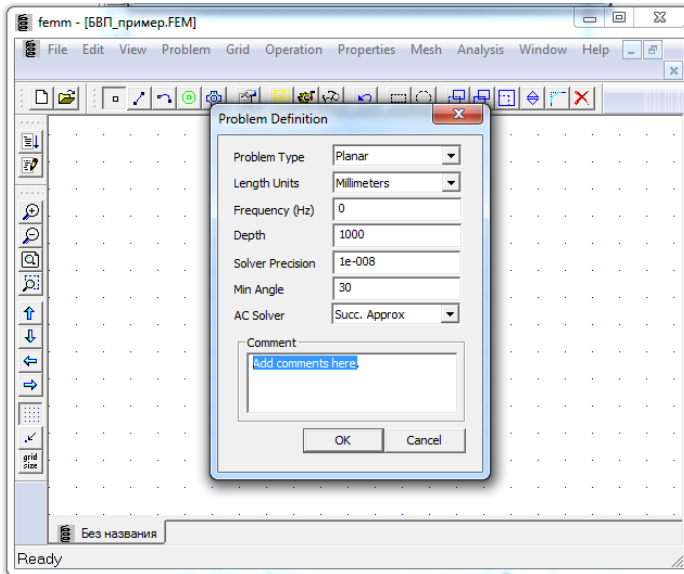 femm - [БВП_пример.FEM]
File Edit View Problem Grid Operation Properties Mesh Analysis Window Help
Problem Definition
Problem Type Planar
Length Units Millimeters
Frequency (Hz) 0
Depth 1000
Solver Precision 1e-008
Min Angle 30
AC Solver Succ. Approx
Comment
Add comments here.
OK Cancel
grid
size
Без названия
Ready